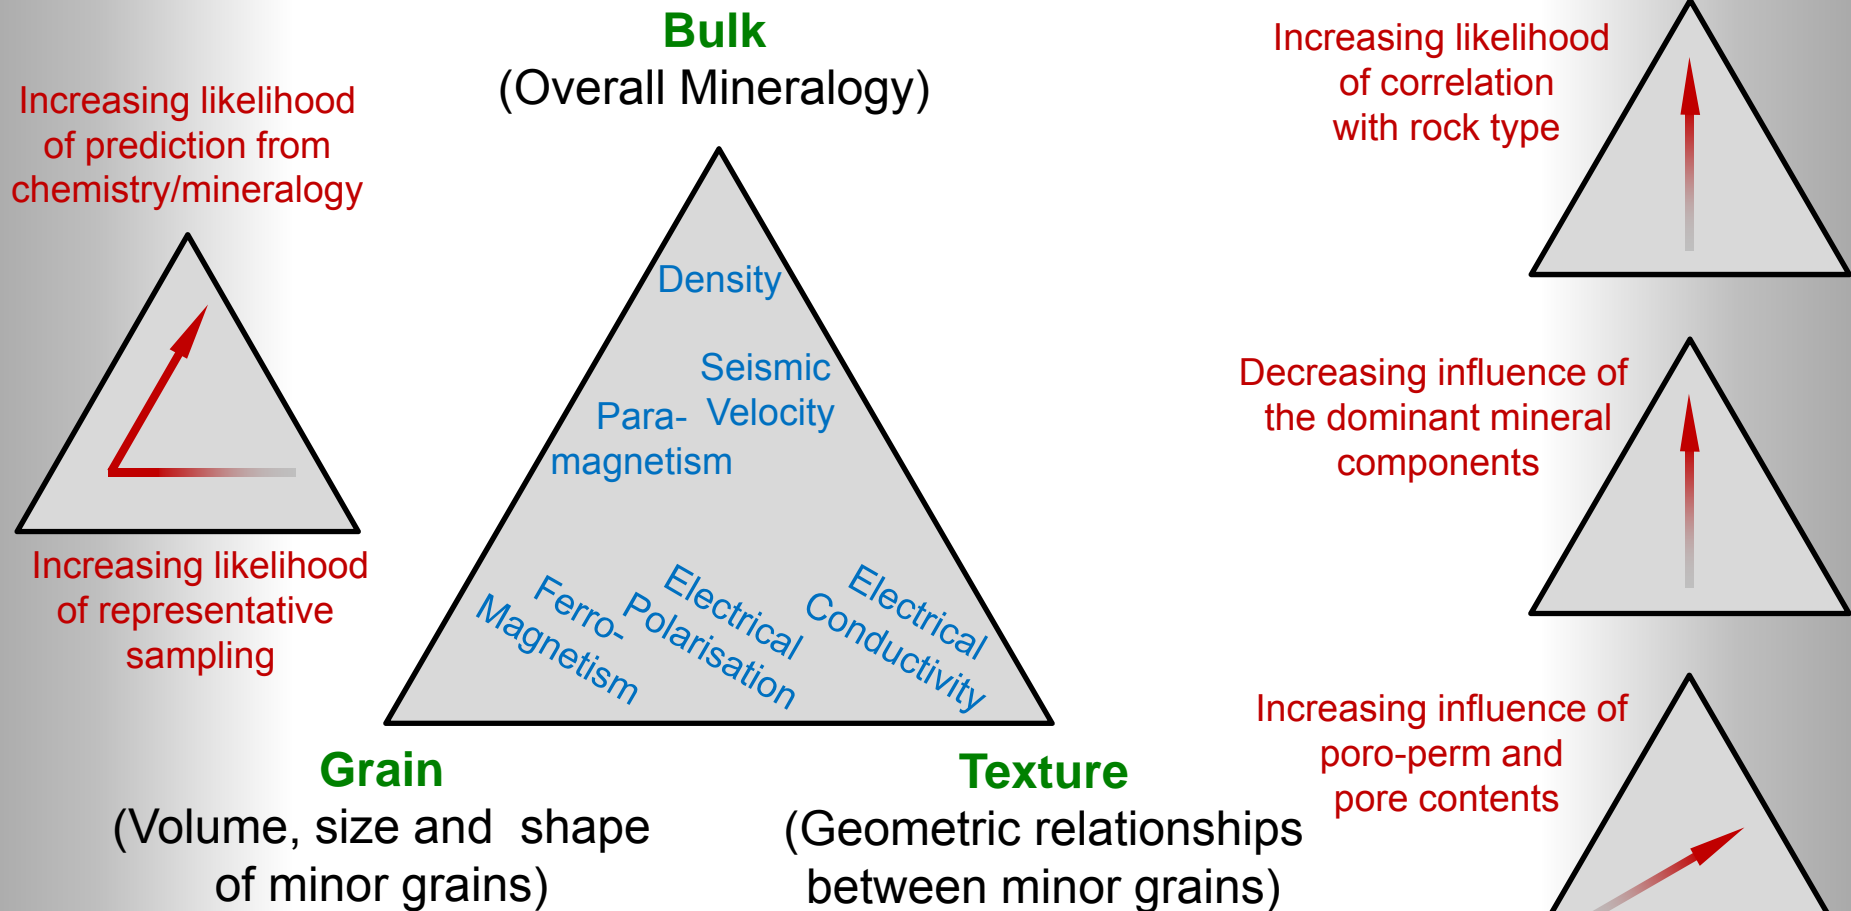 Bulk
(Overall Mineralogy)
Increasing likelihood
of prediction from
chemistry/mineralogy
Increasing likelihood
of representative
sampling
Density
Seismic
Velocity
Para-
magnetism
Ferro-
Magnetism
Electrical
Polarisation
Electrical
Conductivity
Grain
(Volume, size and  shape
of minor grains)
Texture
(Geometric relationships
between minor grains)
Increasing likelihood
of correlation
with rock type
Decreasing influence of
the dominant mineral
components
Increasing influence of
poro-perm and
pore contents